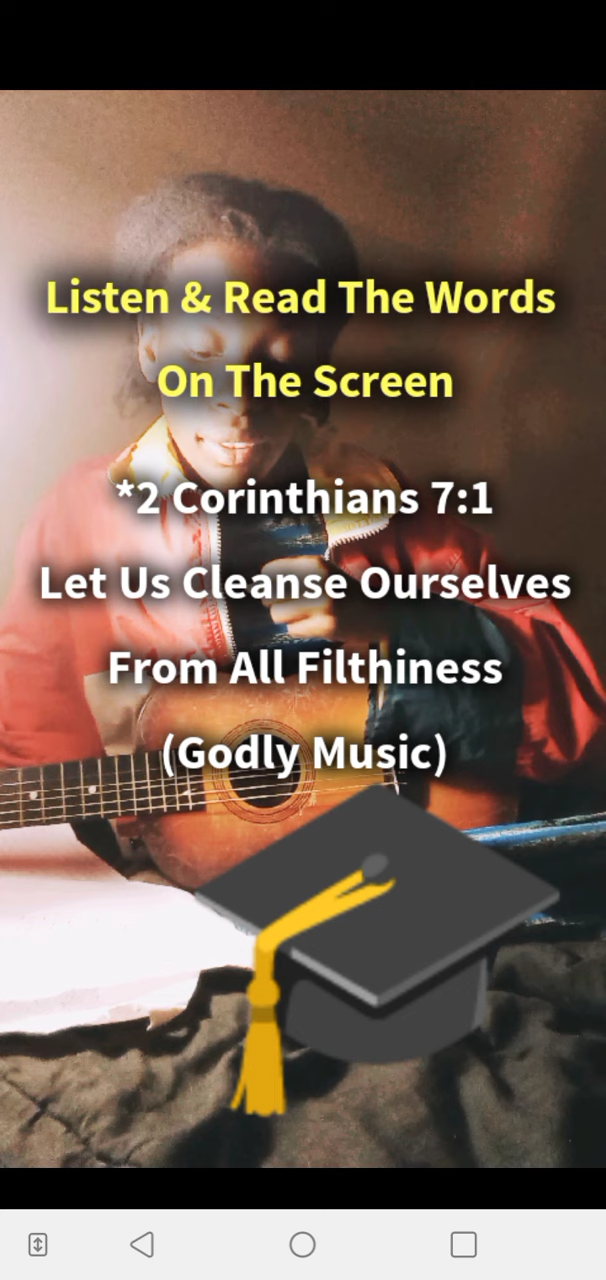 Listen & Read The Words
On The Screen
*2 Corinthians 7:1
Let Us Cleanse Ourselves
From All Filthiness
(Godly Music)